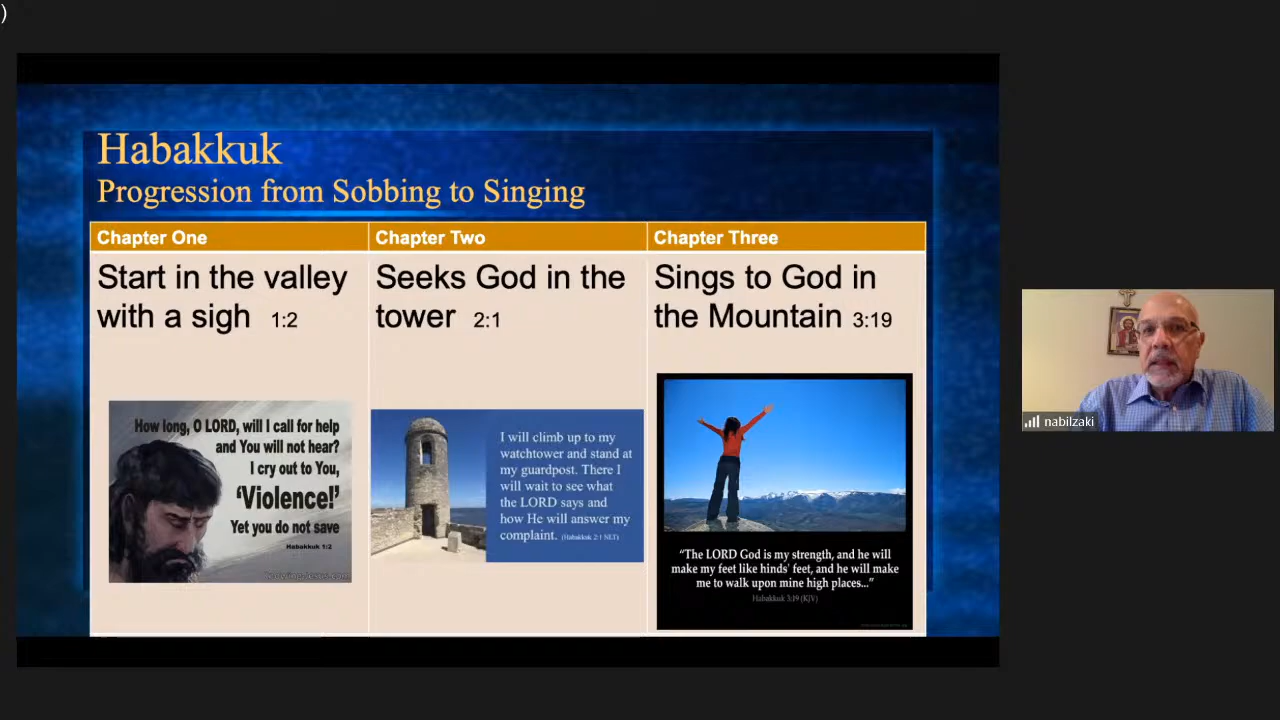 )
Habakkuk
Progression from Sobbing to Singing
Chapter One
Chapter Two
Chapter Three
Start in the valley
with a sigh 1:2
Seeks God in the
tower 2:1
Sings to God in
the Mountain 3:19
How long, O LORD, will I call for help
and You will not hear?
I cry out to You,
‘Violence!’
Yet you do not save
Habakkuk 1:2
I will climb up to my
watchtower and stand at
my guardpost. There I
will wait to see what
the LORD says and
how He will answer my
complaint. (Habakkuk 2:1 NLT)
“The LORD God is my strength, and he will
make my feet like hinds' feet, and he will make
me to walk upon mine high places...”
Habakkuk 3:19 (KJV)
nabilzaki